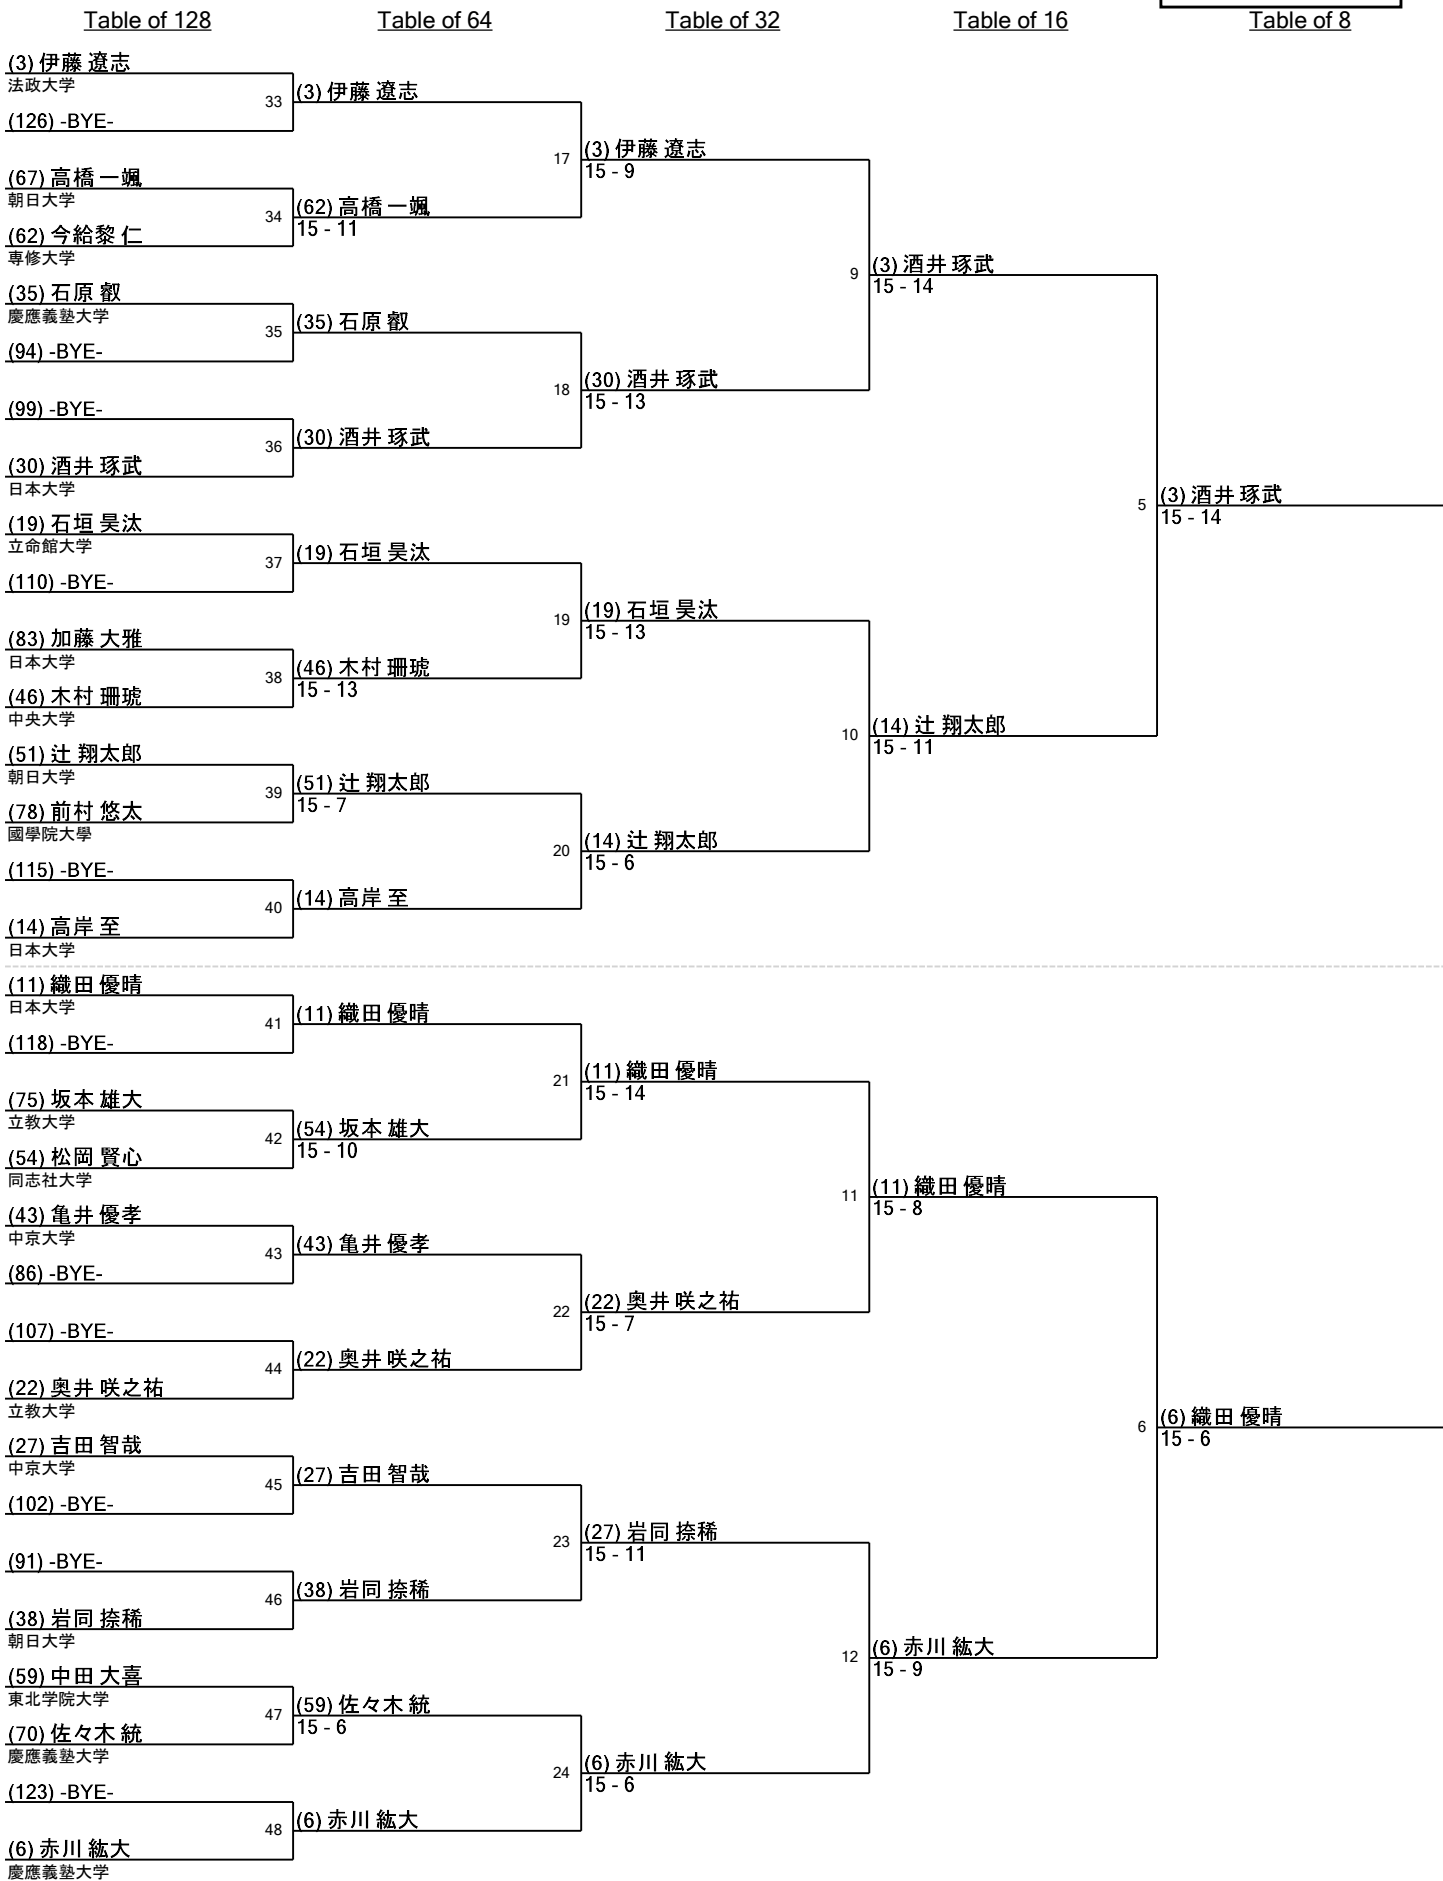 Table of 128
Table of 64
Table of 32
Table of 16
Table of 8
(3) 伊藤 遼志
法政大学
33
(3) 伊藤 遼志
(126) -BYE-
17
(3) 伊藤 遼志
15 - 9
(67) 高橋 一颯
朝日大学
34
(62) 高橋 一颯
15 - 11
(62) 今給黎 仁
専修大学
9
(3) 酒井 琢武
15 - 14
(35) 石原 叡
慶應義塾大学
35
(35) 石原 叡
(94) -BYE-
18
(30) 酒井 琢武
15 - 13
(99) -BYE-
36
(30) 酒井 琢武
(30) 酒井 琢武
日本大学
5
(3) 酒井 琢武
15 - 14
(19) 石垣 昊汰
立命館大学
37
(19) 石垣 昊汰
(110) -BYE-
19
(19) 石垣 昊汰
15 - 13
(83) 加藤 大雅
日本大学
38
(46) 木村 珊琥
15 - 13
(46) 木村 珊琥
中央大学
10
(14) 辻 翔太郎
15 - 11
(51) 辻 翔太郎
朝日大学
39
(51) 辻 翔太郎
15 - 7
(78) 前村 悠太
國學院大學
20
(14) 辻 翔太郎
15 - 6
(115) -BYE-
40
(14) 高岸 至
(14) 高岸 至
日本大学
(11) 織田 優晴
日本大学
41
(11) 織田 優晴
(118) -BYE-
21
(11) 織田 優晴
15 - 14
(75) 坂本 雄大
立教大学
42
(54) 坂本 雄大
15 - 10
(54) 松岡 賢心
同志社大学
11
(11) 織田 優晴
15 - 8
(43) 亀井 優孝
中京大学
43
(43) 亀井 優孝
(86) -BYE-
22
(22) 奥井 咲之祐
15 - 7
(107) -BYE-
44
(22) 奥井 咲之祐
(22) 奥井 咲之祐
立教大学
6
(6) 織田 優晴
15 - 6
(27) 吉田 智哉
中京大学
45
(27) 吉田 智哉
(102) -BYE-
23
(27) 岩同 捺稀
15 - 11
(91) -BYE-
46
(38) 岩同 捺稀
(38) 岩同 捺稀
朝日大学
12
(6) 赤川 紘大
15 - 9
(59) 中田 大喜
東北学院大学
47
(59) 佐々木 統
15 - 6
(70) 佐々木 統
慶應義塾大学
24
(6) 赤川 紘大
15 - 6
(123) -BYE-
48
(6) 赤川 紘大
(6) 赤川 紘大
慶應義塾大学